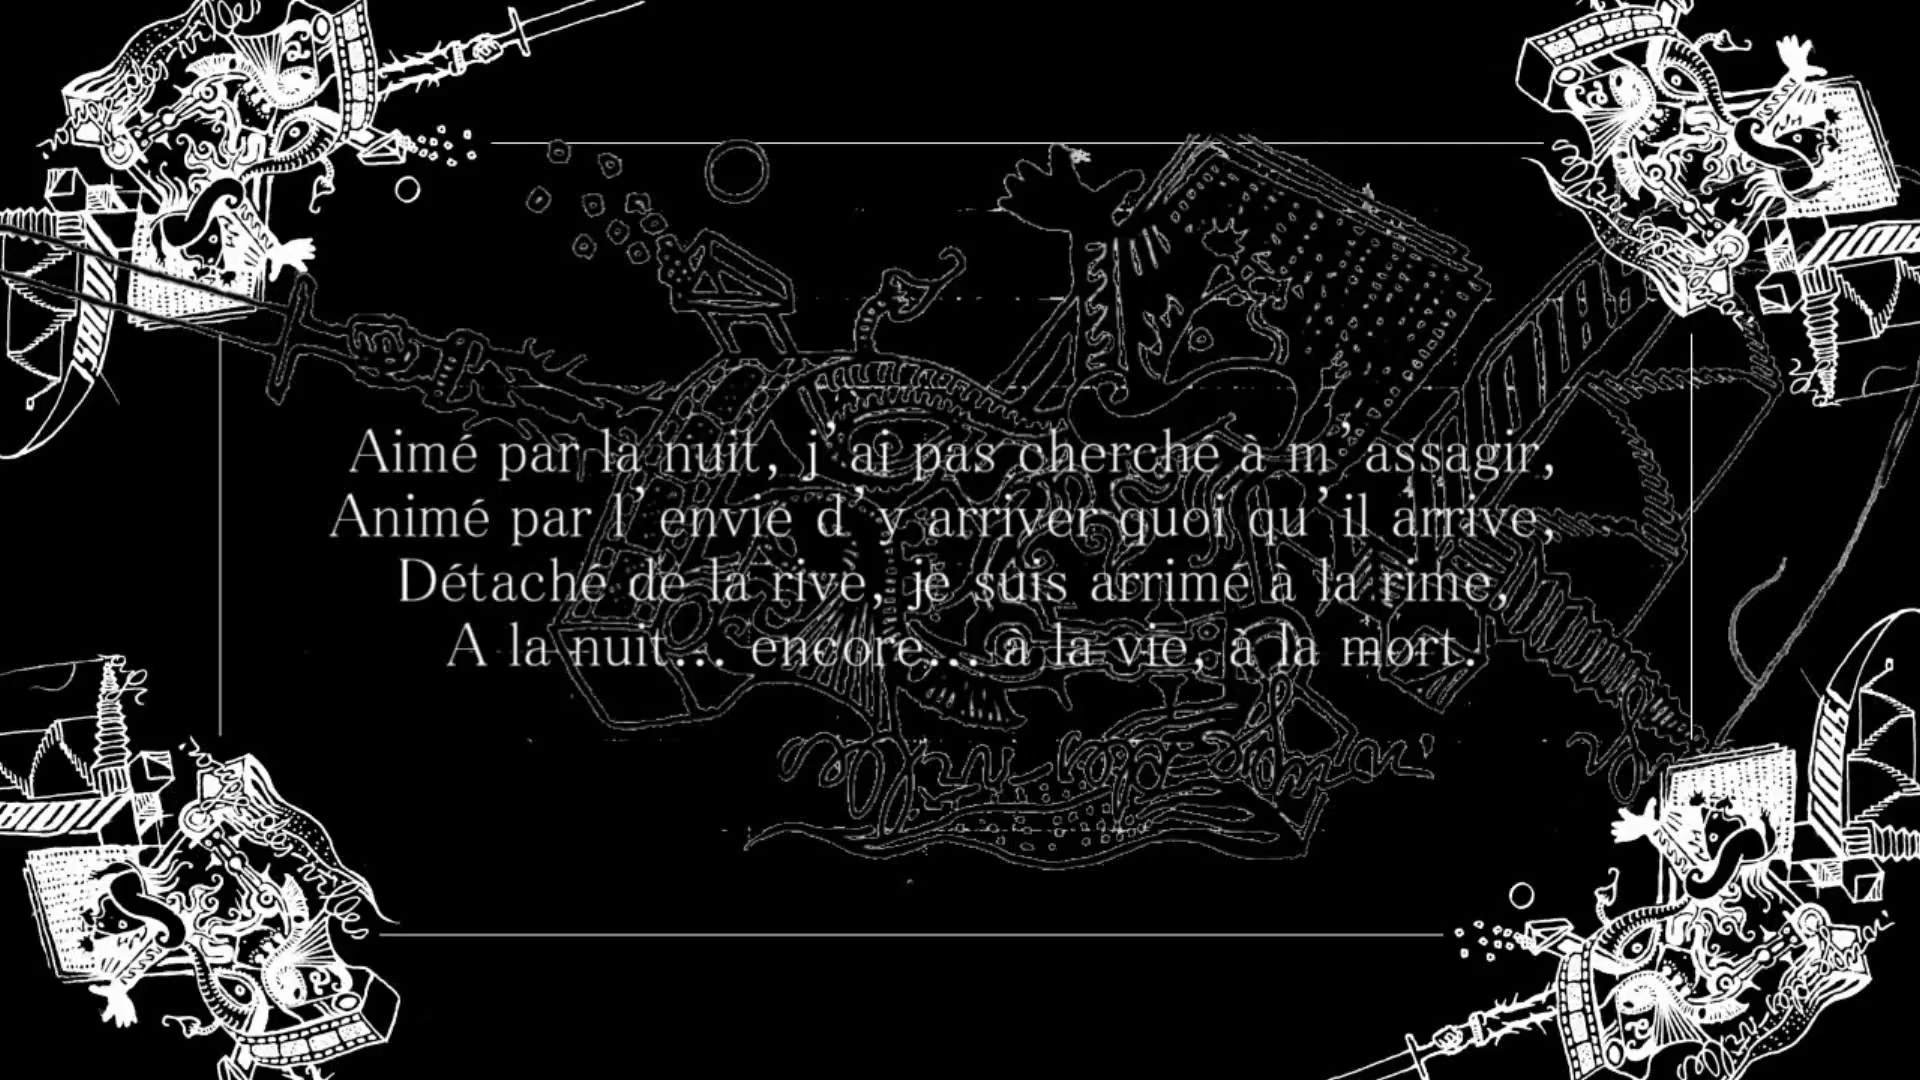 Aimé par la nuit, j'ai pas cherché à m'assagir,
Animé par l'envie d'y arriver quoi qu'il arrive,
Détaché de la rive, je suis arrimé à la rime,
A la nuit... encore... à la vie, à la mort.